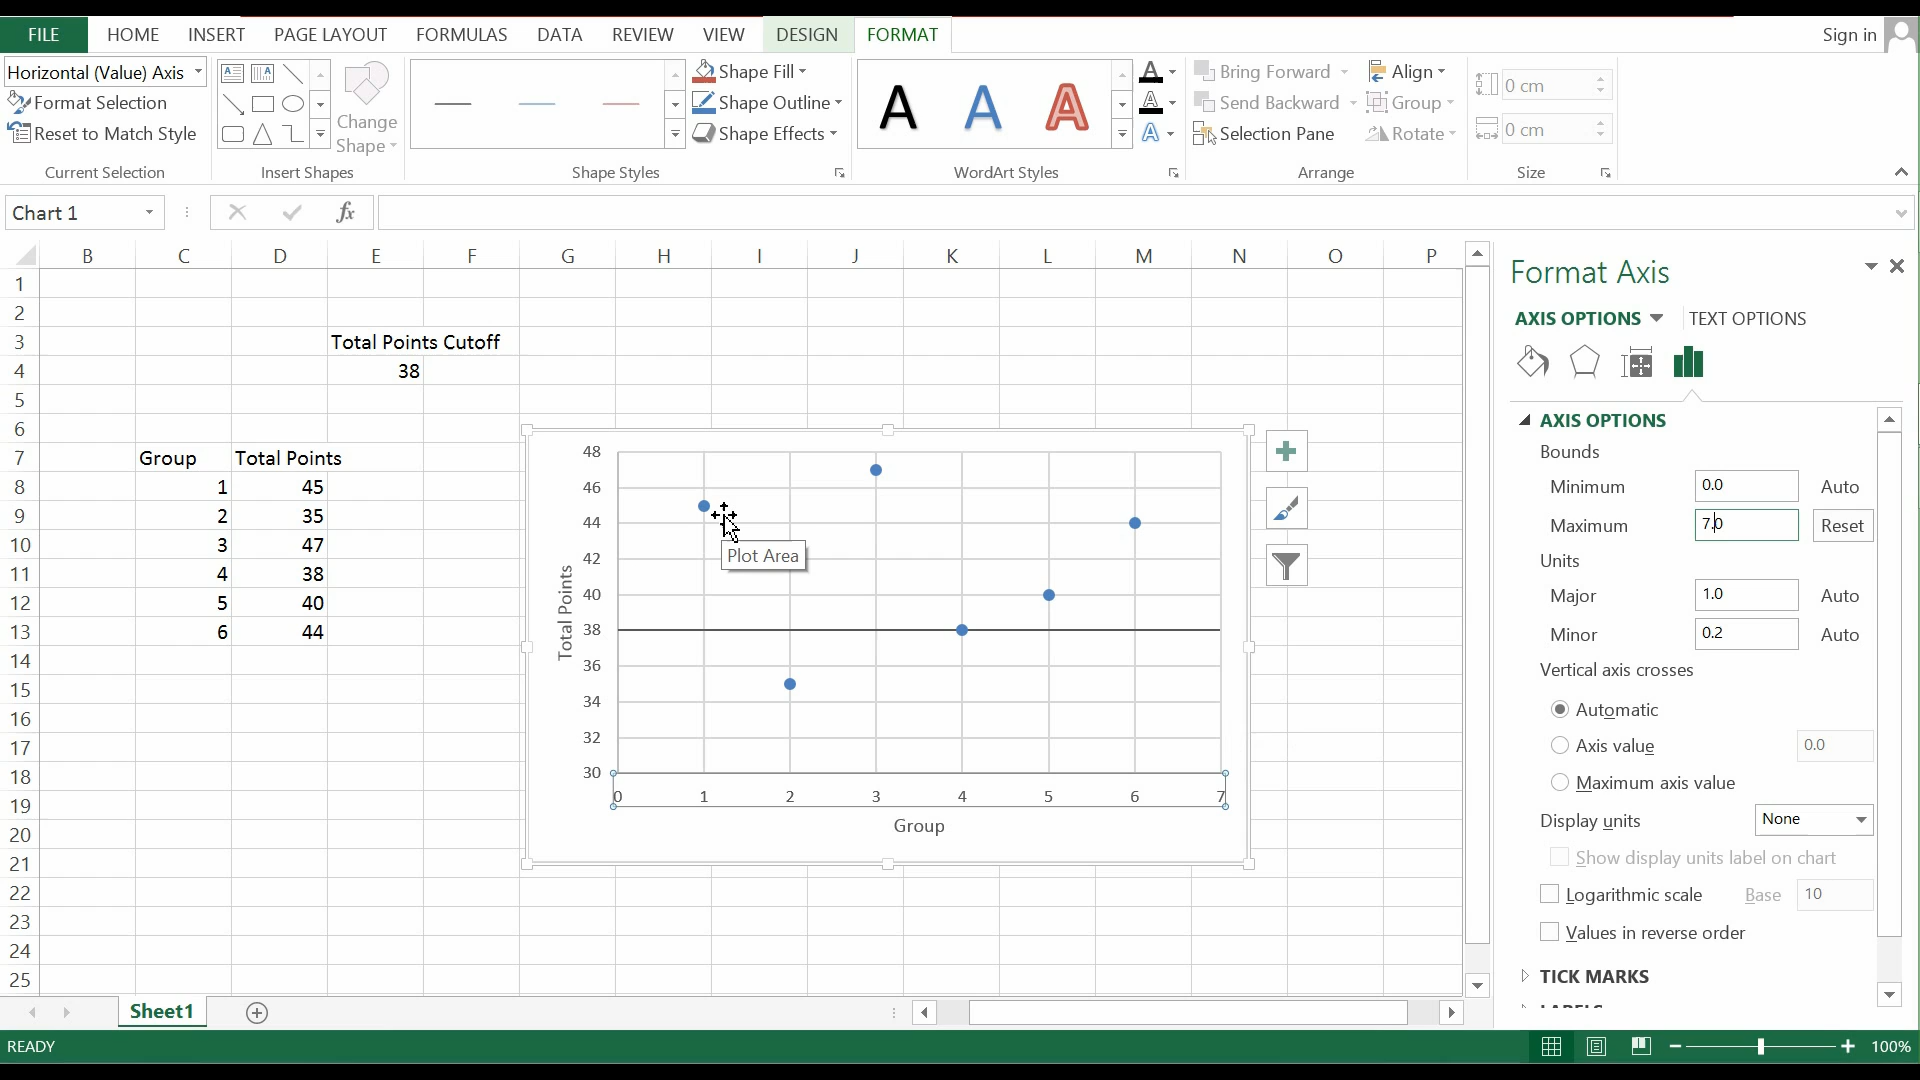 FILE HOME INSERT PAGE LAYOUT FORMULAS DATA REVIEW VIEW DESIGN FORMAT Sign in
Horizontal (Value) Axis
Format Selection
Reset to Match Style
Current Selection
Change
Shape
Insert Shapes
Shape Fill
Shape Outline
Shape Effects
Shape Styles
A A A
WordArt Styles
A
A
A
Bring Forward
Send Backward
Selection Pane
Align
Group
Rotate
Arrange
0 cm
0 cm
Size
Chart 1
fx
B C D E F G H I J K L M N O P
1
2
3 Total Points Cutoff
4 38
5
6
7 Group Total Points
8 1 45
9 2 35
10 3 47
11 4 38
12 5 40
13 6 44
14
15
16
17
18
19
20
21
22
23
24
25
48
46
44
42
40
38
36
34
32
30
Total Points
Plot Area
0 1 2 3 4 5 6 7
Group
Format Axis
AXIS OPTIONS TEXT OPTIONS
AXIS OPTIONS
Bounds
Minimum 0.0 Auto
Maximum 7.0 Reset
Units
Major 1.0 Auto
Minor 0.2 Auto
Vertical axis crosses
Automatic
Axis value 0.0
Maximum axis value
Display units None
Show display units label on chart
Logarithmic scale Base 10
Values in reverse order
TICK MARKS
LABELS
Sheet1
READY
100%